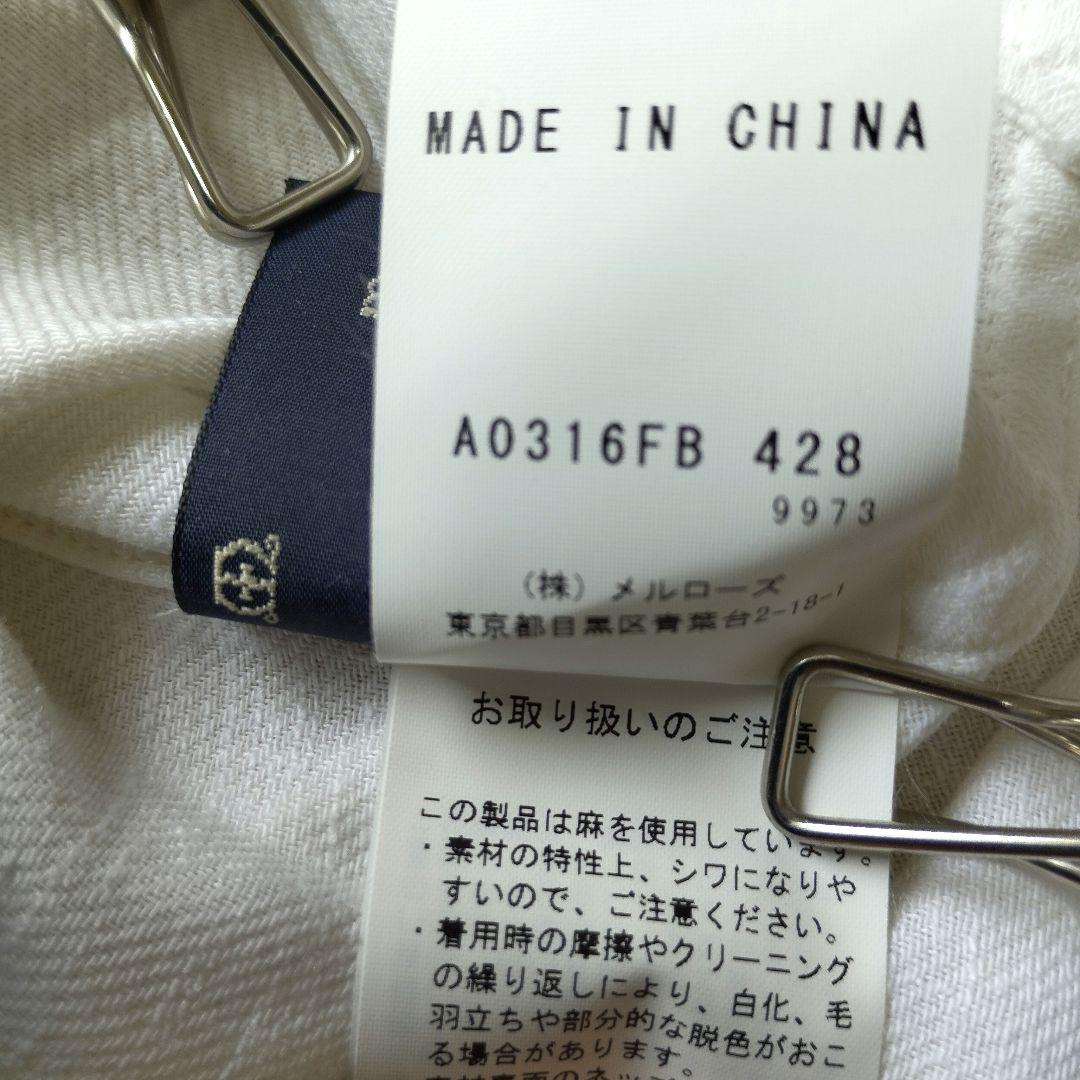 MADE IN CHINA
A0316FB 428
9973
(株) メルローズ
東京都目黒区青葉台2-18-1
お取り扱いのご注意
この製品は麻を使用しています。
・素材の特性上、シワになりや
すいので、ご注意ください。
・着用時の摩擦やクリーニング
の繰り返しにより、白化、毛
羽立ちや部分的な脱色がおこ
る場合があります。